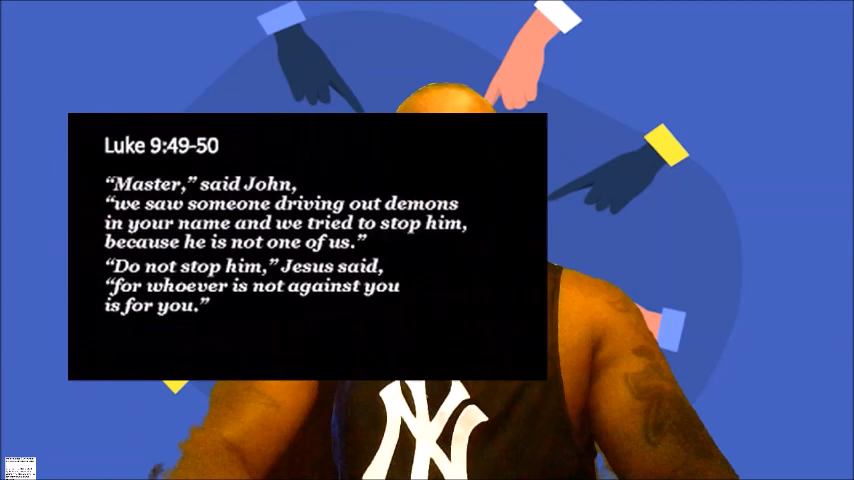 Luke 9:49-50
“Master,” said John,
“we saw someone driving out demons
in your name and we tried to stop him,
because he is not one of us.”
“Do not stop him,” Jesus said,
“for whoever is not against you
is for you.”
NY